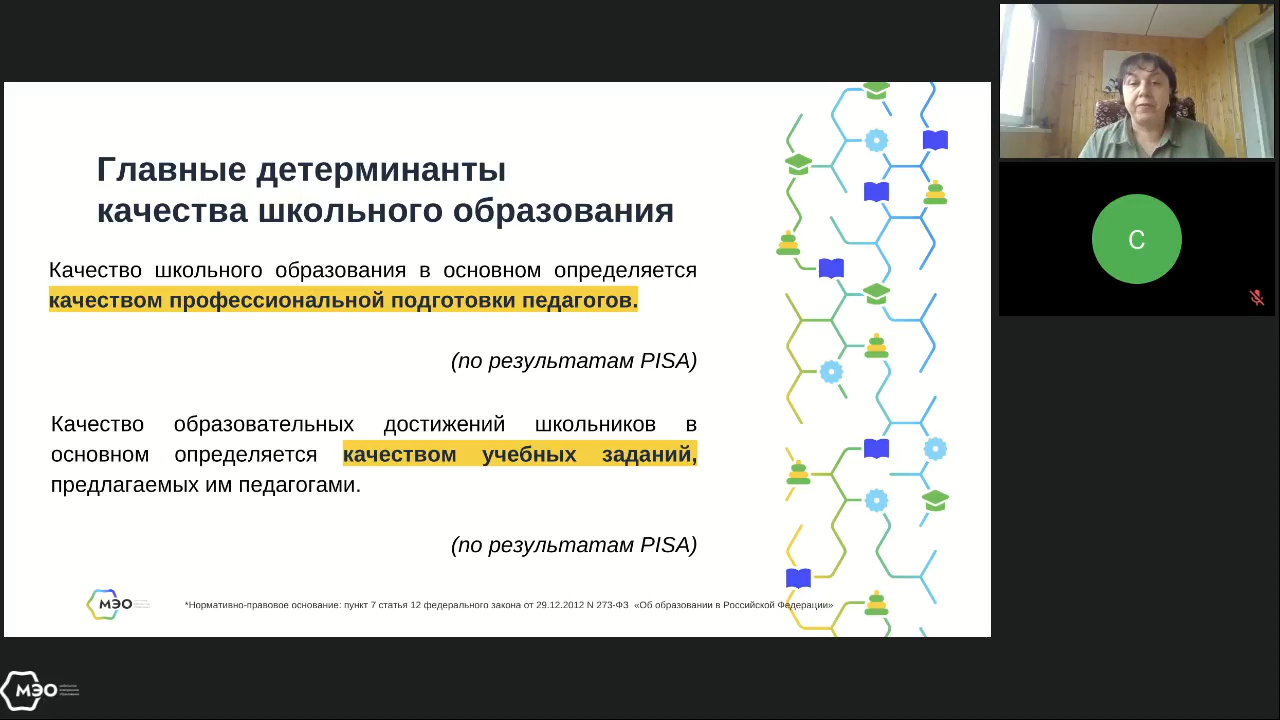 Главные детерминанты
качества школьного образования
Качество школьного образования в основном определяется
качеством профессиональной подготовки педагогов.
(по результатам PISA)
Качество образовательных достижений школьников в
основном определяется качеством учебных заданий,
предлагаемых им педагогами.
(по результатам PISA)
МЭО
*Нормативно-правовое основание: пункт 7 статья 12 федерального закона от 29.12.2012 N 273-ФЗ «Об образовании в Российской Федерации»
С
МЭО